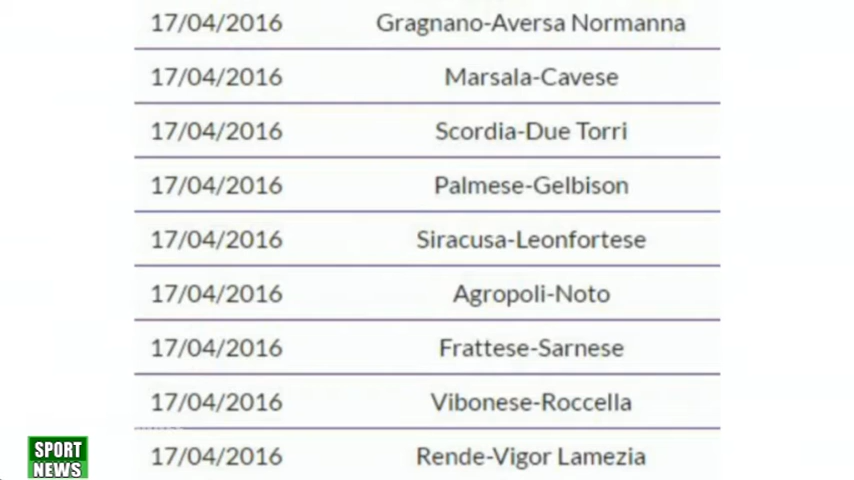 17/04/2016 Gragnano-Aversa Normanna
17/04/2016 Marsala-Cavese
17/04/2016 Scordia-Due Torri
17/04/2016 Palmese-Gelbison
17/04/2016 Siracusa-Leonfortese
17/04/2016 Agropoli-Noto
17/04/2016 Frattese-Sarnese
17/04/2016 Vibonese-Roccella
17/04/2016 Rende-Vigor Lamezia
SPORT
NEWS